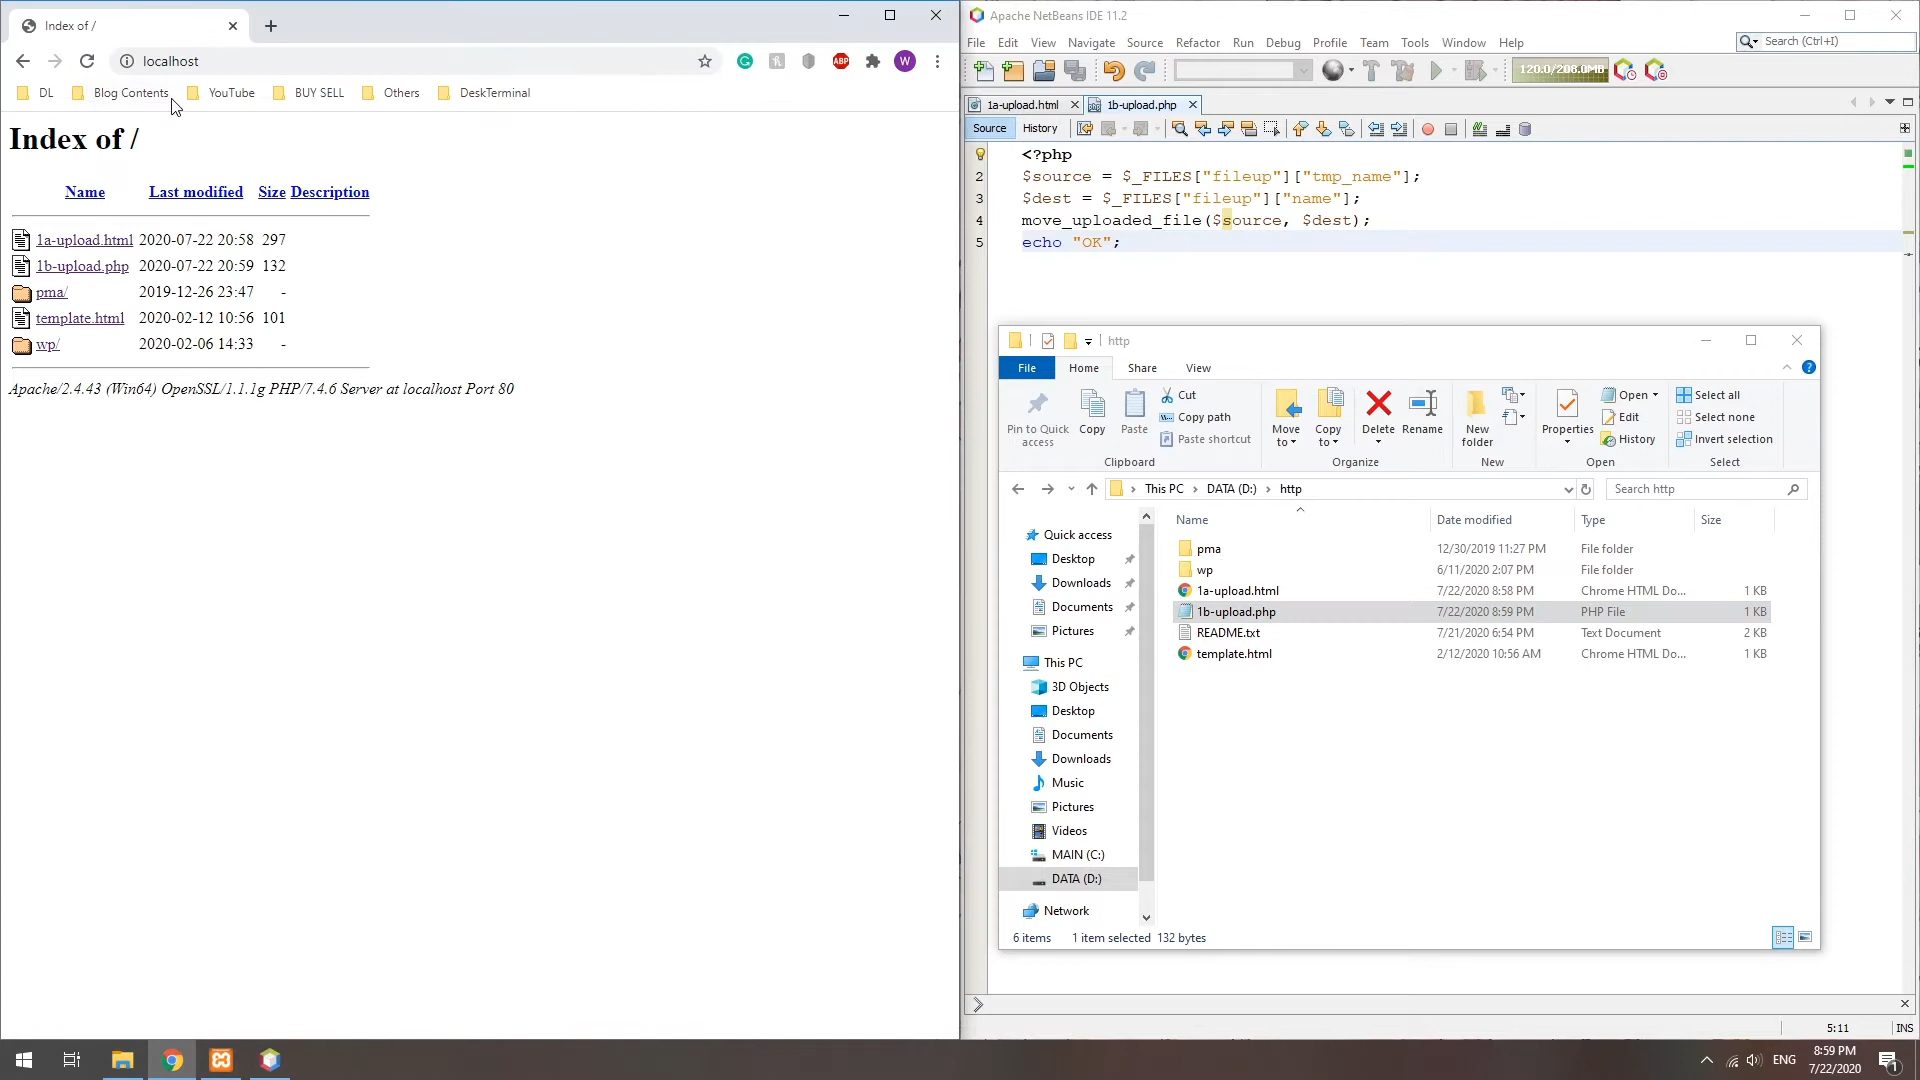 Index of /
localhost
DL Blog Contents YouTube BUY SELL Others DeskTerminal
Index of /
Name Last modified Size Description
1a-upload.html 2020-07-22 20:58 297
1b-upload.php 2020-07-22 20:59 132
pma/ 2019-12-26 23:47 -
template.html 2020-02-12 10:56 101
wp/ 2020-02-06 14:33 -
Apache/2.4.43 (Win64) OpenSSL/1.1.1g PHP/7.4.6 Server at localhost Port 80
ABP
W
Apache NetBeans IDE 11.2
File Edit View Navigate Source Refactor Run Debug Profile Team Tools Window Help
Search (Ctrl+I)
120.0/208.0MB
1a-upload.html 1b-upload.php
Source History
<?php
2 $source = $_FILES["fileup"]["tmp_name"];
3 $dest = $_FILES["fileup"]["name"];
4 move_uploaded_file($source, $dest);
5 echo "OK";
http
File Home Share View
Pin to Quick access
Copy
Paste
Cut
Copy path
Paste shortcut
Clipboard
Move to
Copy to
Delete
Rename
Organize
New folder
New
Properties
Open
Edit
History
Open
Select all
Select none
Invert selection
Select
This PC > DATA (D:) > http
Search http
Quick access
Desktop
Downloads
Documents
Pictures
This PC
3D Objects
Desktop
Documents
Downloads
Music
Pictures
Videos
MAIN (C:)
DATA (D:)
Network
Name Date modified Type Size
pma 12/30/2019 11:27 PM File folder
wp 6/11/2020 2:07 PM File folder
1a-upload.html 7/22/2020 8:58 PM Chrome HTML Do... 1 KB
1b-upload.php 7/22/2020 8:59 PM PHP File 1 KB
README.txt 7/21/2020 6:54 PM Text Document 2 KB
template.html 2/12/2020 10:56 AM Chrome HTML Do... 1 KB
6 items 1 item selected 132 bytes
5:11 INS
ENG
8:59 PM
7/22/2020
1